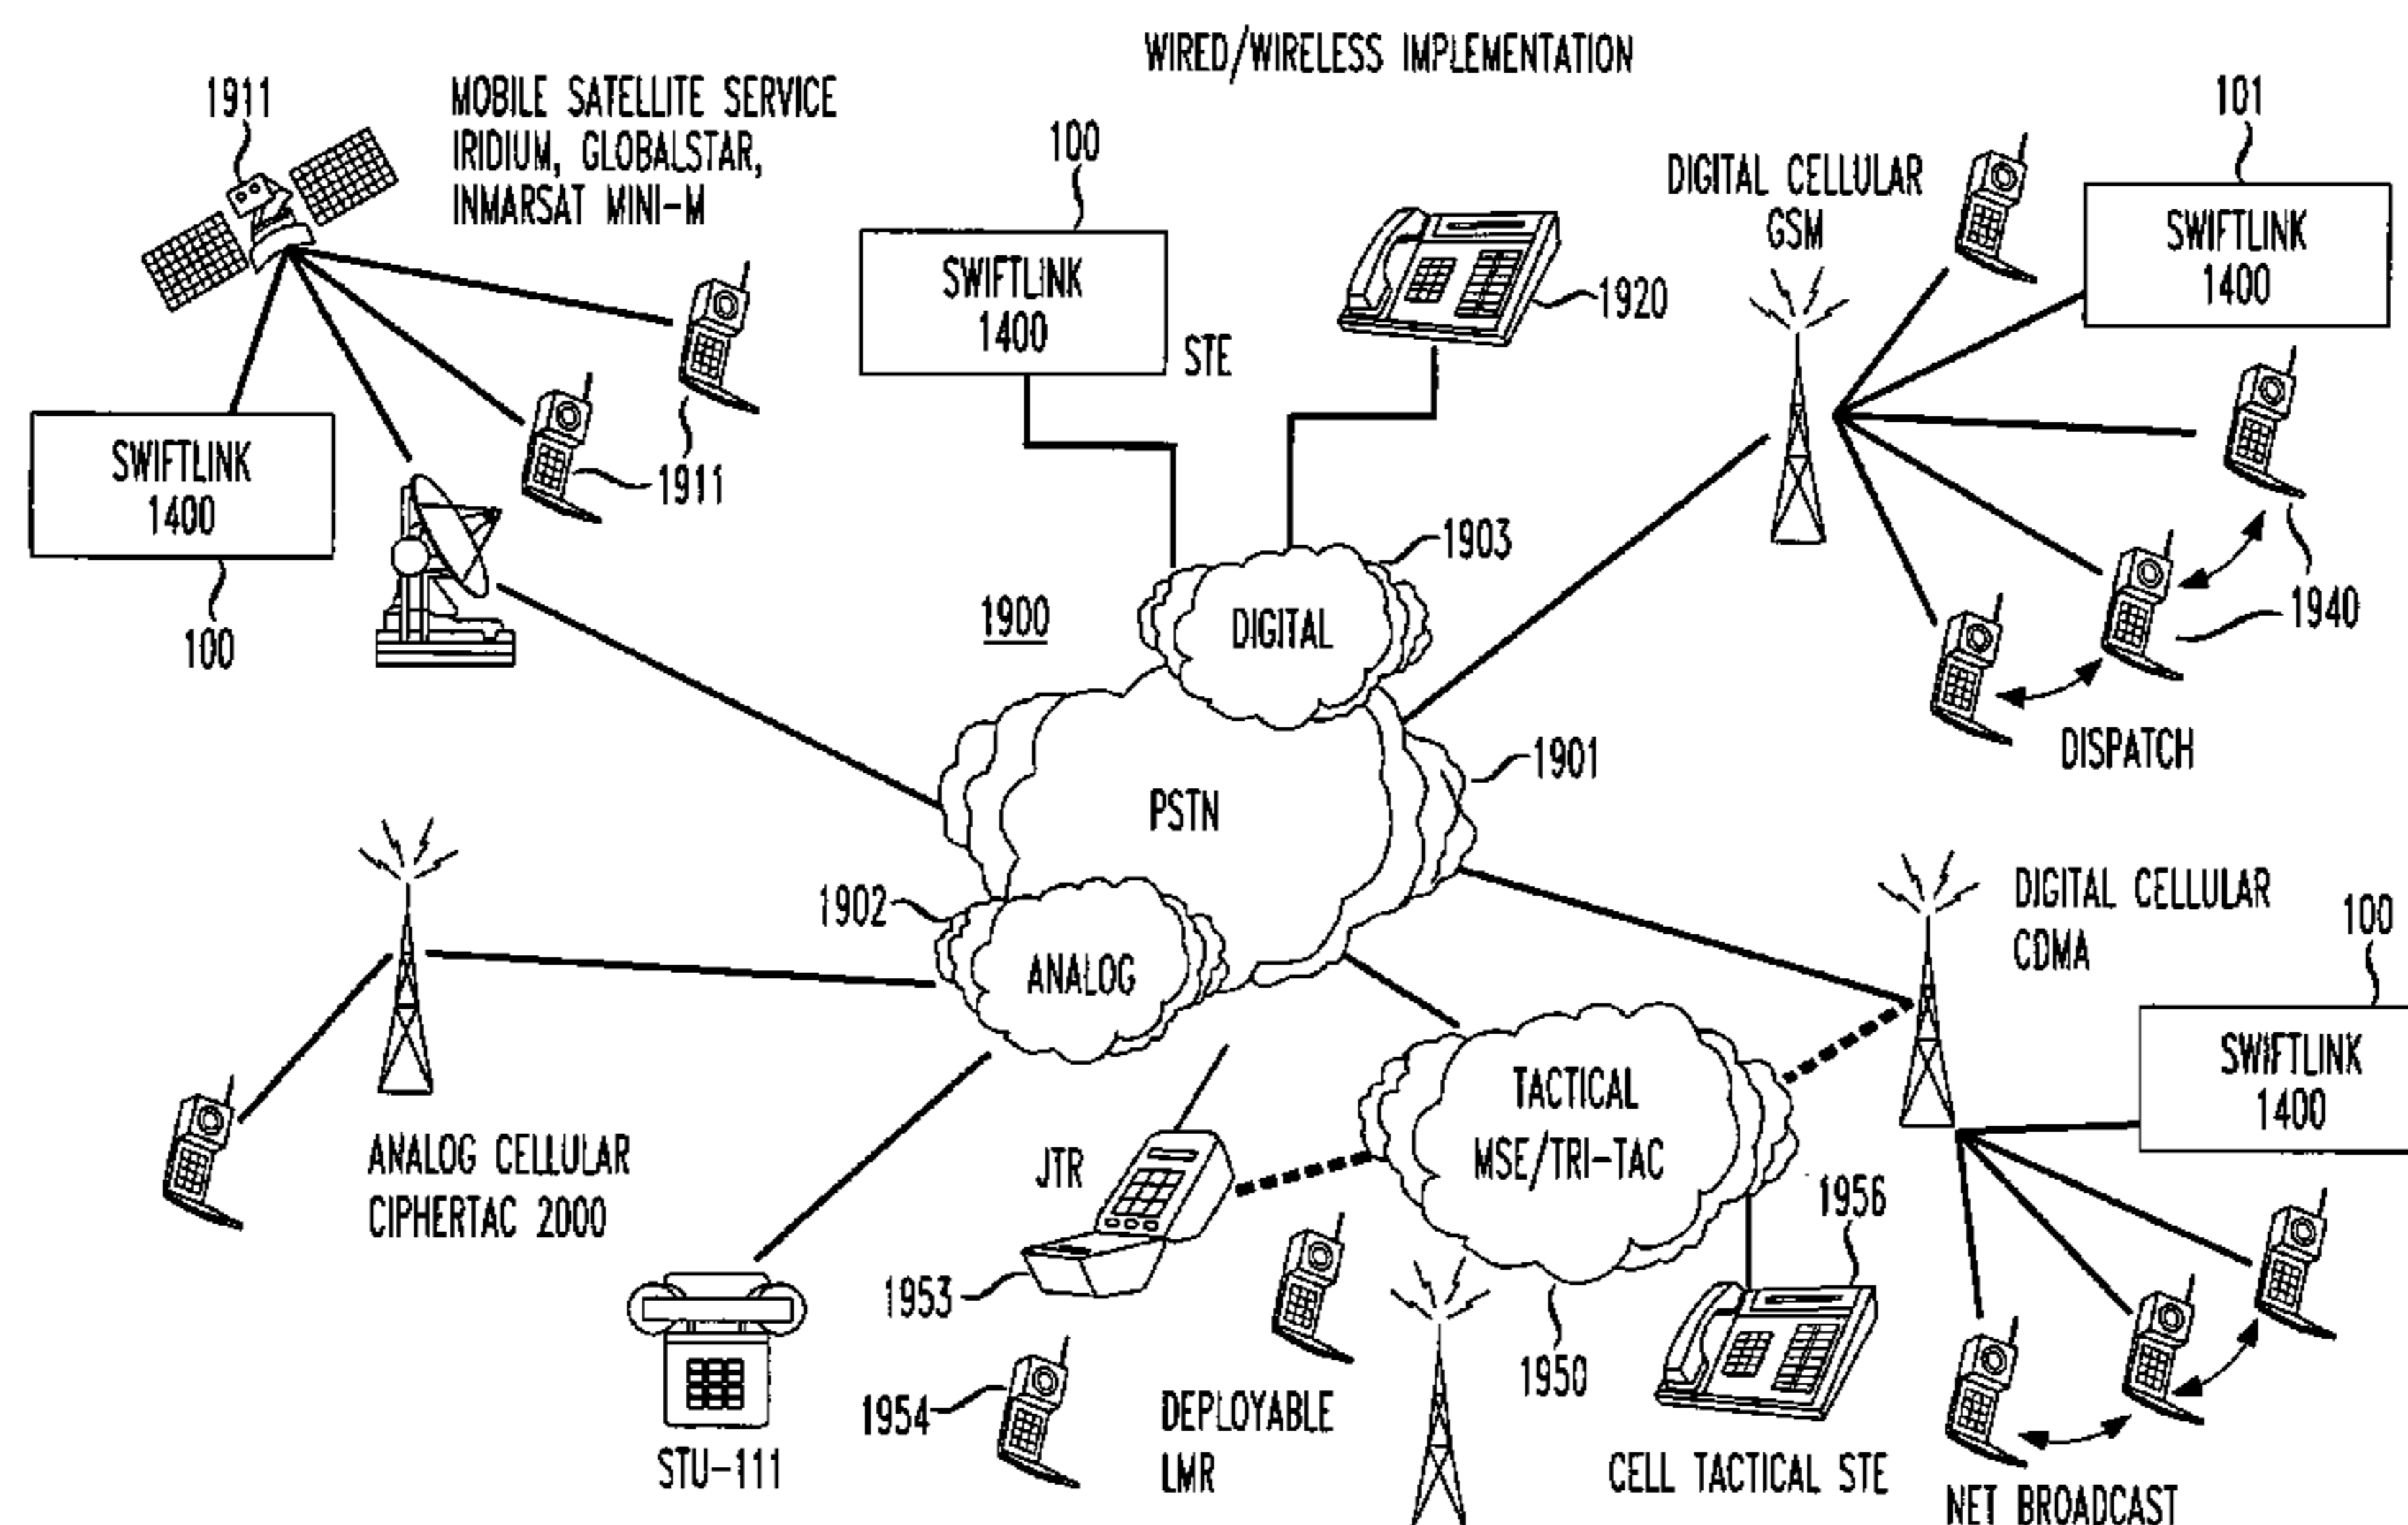 WIRED/WIRELESS IMPLEMENTATION
1911
MOBILE SATELLITE SERVICE
IRIDIUM, GLOBALSTAR,
INMARSAT MINI-M
100
SWIFTLINK
1400
STE
1920
DIGITAL CELLULAR
GSM
101
SWIFTLINK
1400
1911
SWIFTLINK
1400
100
1903
DIGITAL
1900
1940
DISPATCH
1901
PSTN
1902
ANALOG
DIGITAL CELLULAR
CDMA
100
SWIFTLINK
1400
ANALOG CELLULAR
CIPHERTAC 2000
JTR
TACTICAL
MSE/TRI-TAC
1956
1953
1950
1954
DEPLOYABLE
LMR
STU-111
CELL TACTICAL STE
NET BROADCAST